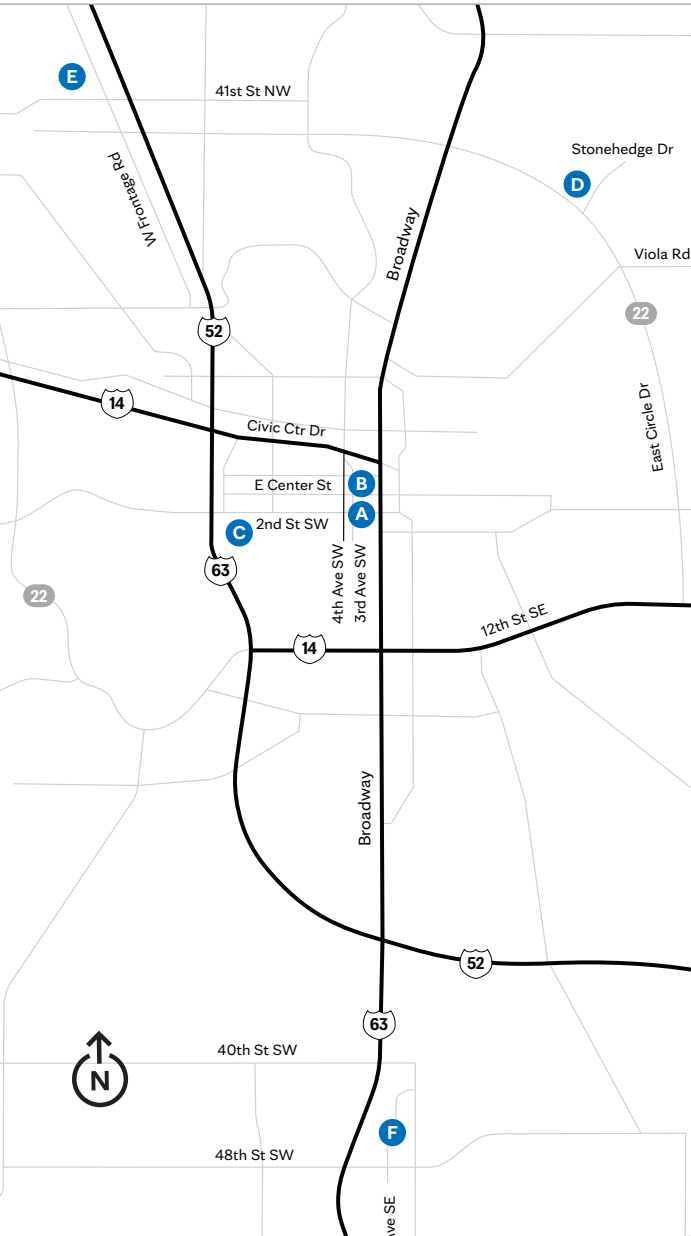 E
41st St NW
Stonehedge Dr
D
W Frontage Rd
Broadway
Viola Rd
22
52
14
East Circle Dr
Civic Ctr Dr
E Center St
B
A
C
2nd St SW
63
4th Ave SW
3rd Ave SW
22
12th St SE
14
Broadway
52
63
40th St SW
N
F
48th St SW
ve SE